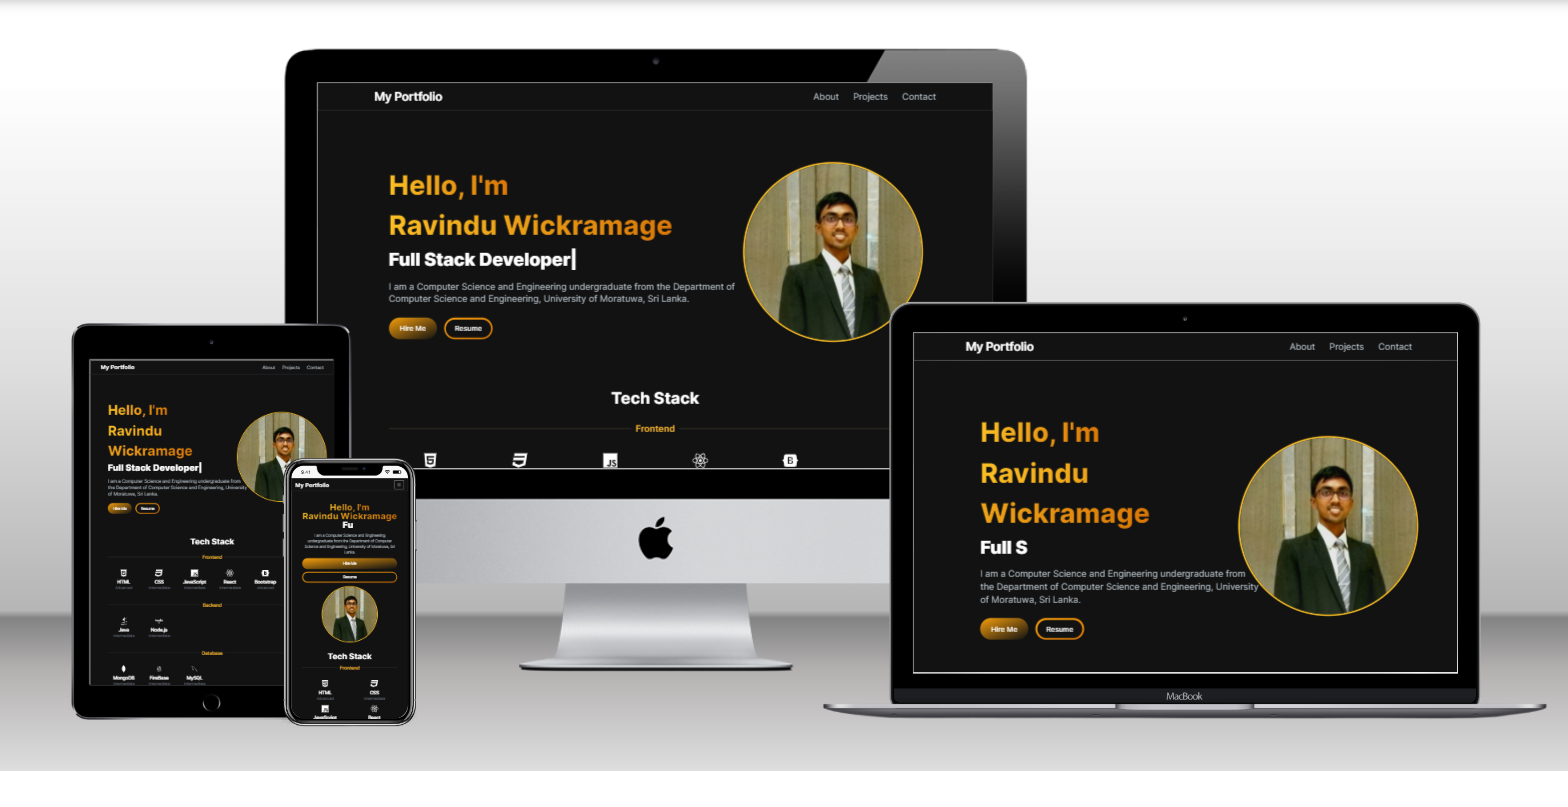 My Portfolio
About Projects Contact
Hello, I'm
Ravindu Wickramage
Full Stack Developer|
I am a Computer Science and Engineering undergraduate from the Department of
Computer Science and Engineering, University of Moratuwa, Sri Lanka.
Hire Me Resume
Tech Stack
Frontend
JS B
My Portfolio
About Projects Contact
Hello, I'm
Ravindu
Wickramage
Full Stack Developer|
I am a Computer Science and Engineering undergraduate from
the Department of Computer Science and Engineering, University
of Moratuwa, Sri Lanka.
Hire Me Resume
Tech Stack
Frontend
HTML CSS JavaScript React Bootstrap
Backend
Java Node.js
Database
MongoDB FireBase MySQL
9:41
My Portfolio
Hello, I'm
Ravindu Wickramage
Fu
I am a Computer Science and Engineering
undergraduate from the Department of Computer
Science and Engineering, University of Moratuwa, Sri
Lanka.
Hire Me
Resume
Tech Stack
Frontend
HTML CSS
JavaScript React
My Portfolio
About Projects Contact
Hello, I'm
Ravindu
Wickramage
Full S
I am a Computer Science and Engineering undergraduate from
the Department of Computer Science and Engineering, University
of Moratuwa, Sri Lanka.
Hire Me Resume
MacBook